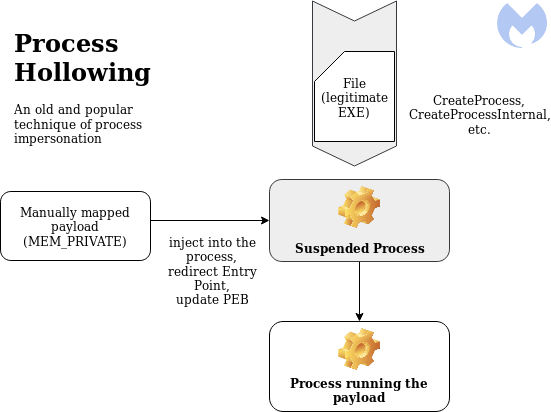 Process
Hollowing
An old and popular
technique of process
impersonation
File
(legitimate
EXE)
CreateProcess,
CreateProcessInternal,
etc.
Manually mapped
payload
(MEM_PRIVATE)
inject into the
process,
redirect Entry
Point,
update PEB
Suspended Process
Process running the
payload